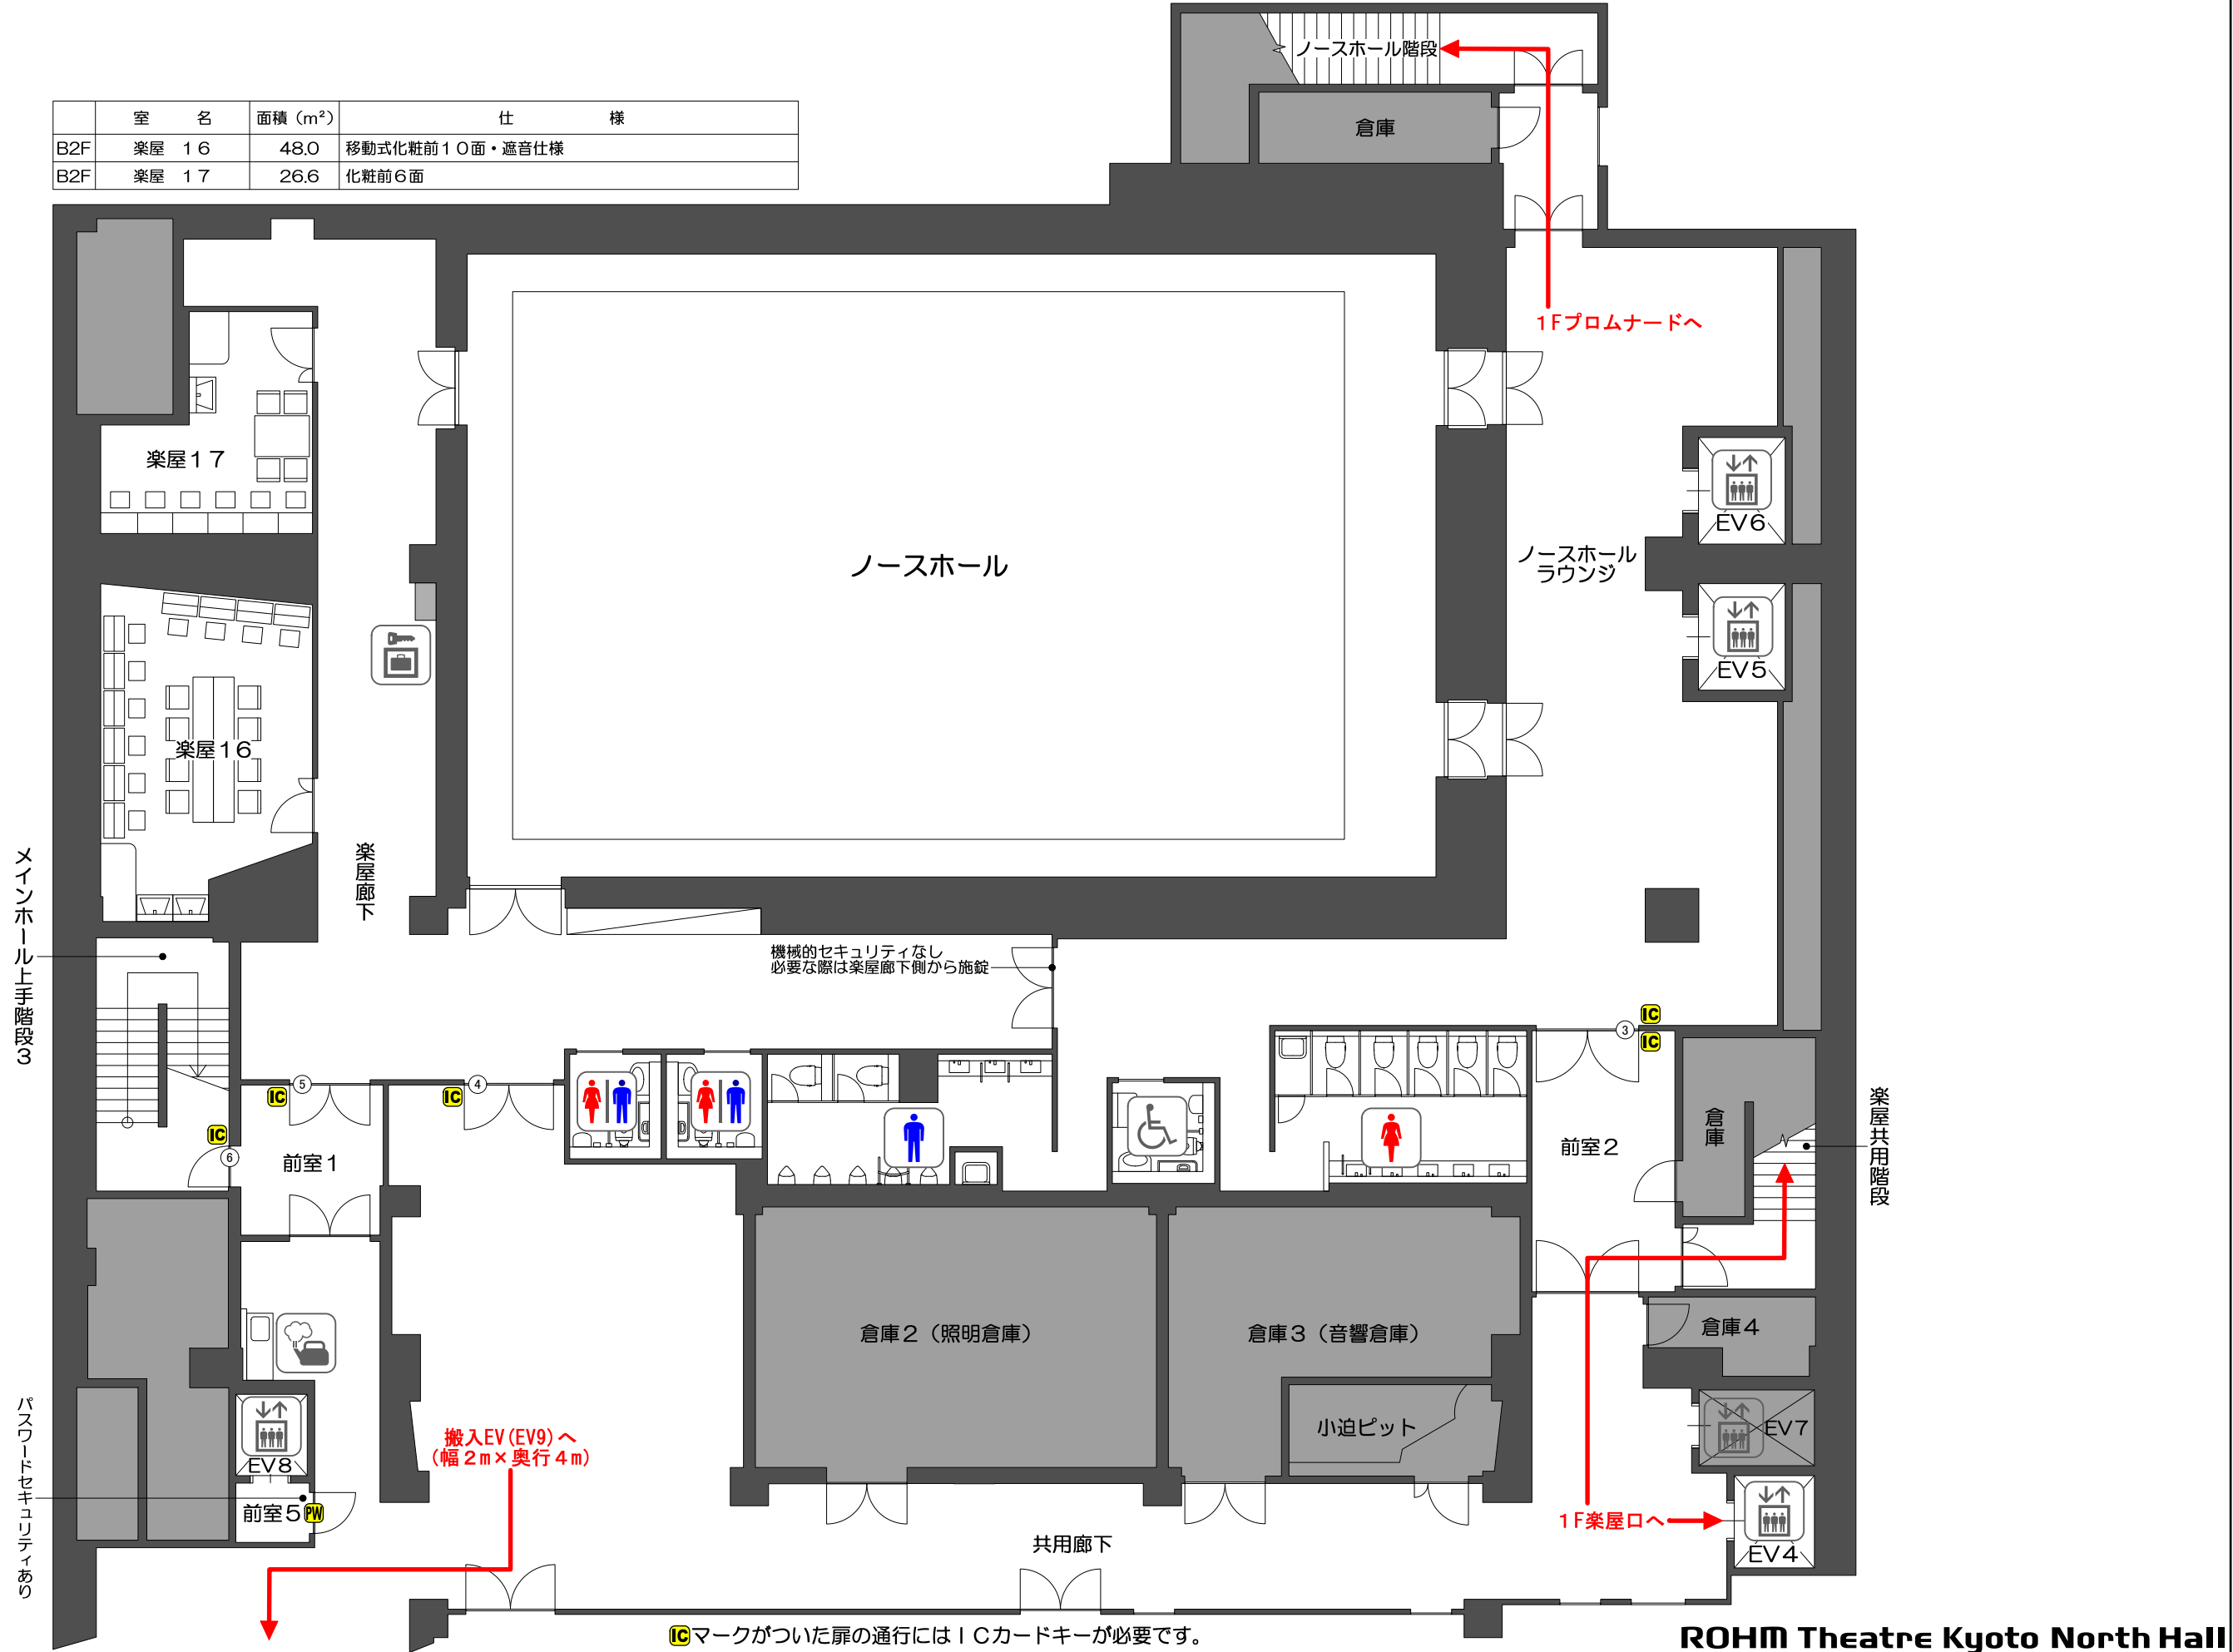 ノースホール階段
倉庫
室 名 面積（m²） 仕 様
B2F 楽屋 16 48.0 移動式化粧前10面・遮音仕様
B2F 楽屋 17 26.6 化粧前6面
1Fプロムナードへ
楽屋17
EV6
ノースホール
ノースホール
ラウンジ
EV5
楽屋16
楽屋廊下
メインホール上手階段3
機械的セキュリティなし
必要な際は楽屋廊下側から施錠
IC
3
IC
IC
5
IC
4
IC
6
前室1
前室2
倉庫
楽屋共用階段
倉庫2（照明倉庫）
倉庫3（音響倉庫）
倉庫4
小迫ピット
EV7
パスワードセキュリティあり
EV8
前室5
PW
搬入EV(EV9)へ
(幅2m×奥行4m)
1F楽屋口へ
EV4
共用廊下
ICマークがついた扉の通行にはICカードキーが必要です。
ROHM Theatre Kyoto North Hall